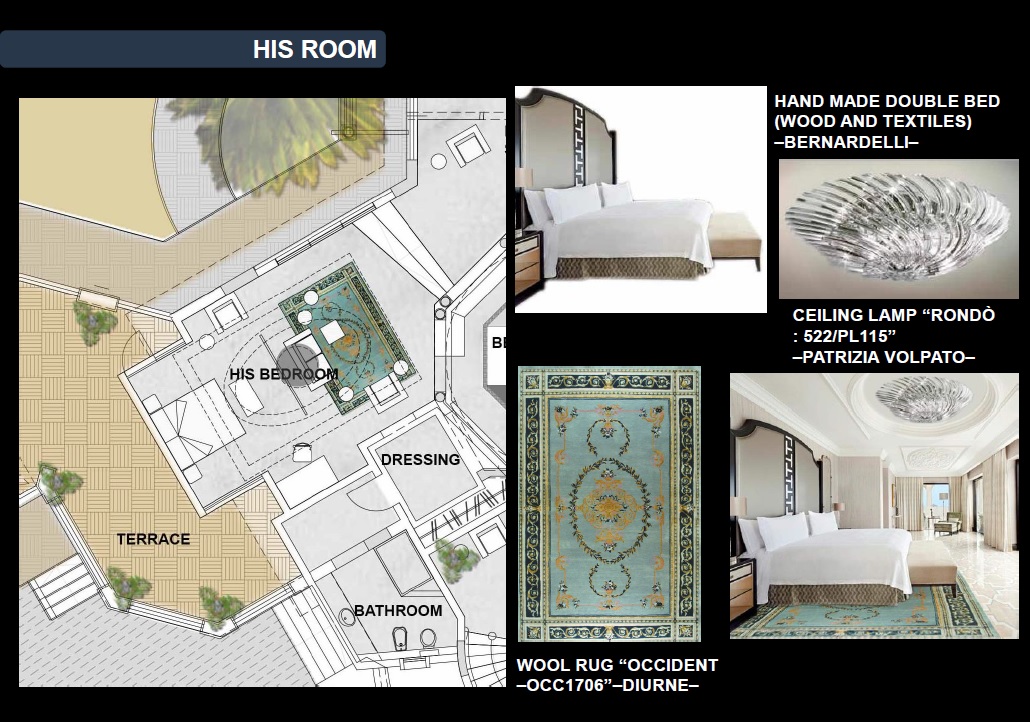 HIS ROOM
HAND MADE DOUBLE BED
(WOOD AND TEXTILES)
–BERNARDELLI–
CEILING LAMP “RONDÒ
: 522/PL115”
–PATRIZIA VOLPATO–
HIS BEDROOM
DRESSING
TERRACE
BATHROOM
BE
WOOL RUG “OCCIDENT
–OCC1706”–DIURNE–